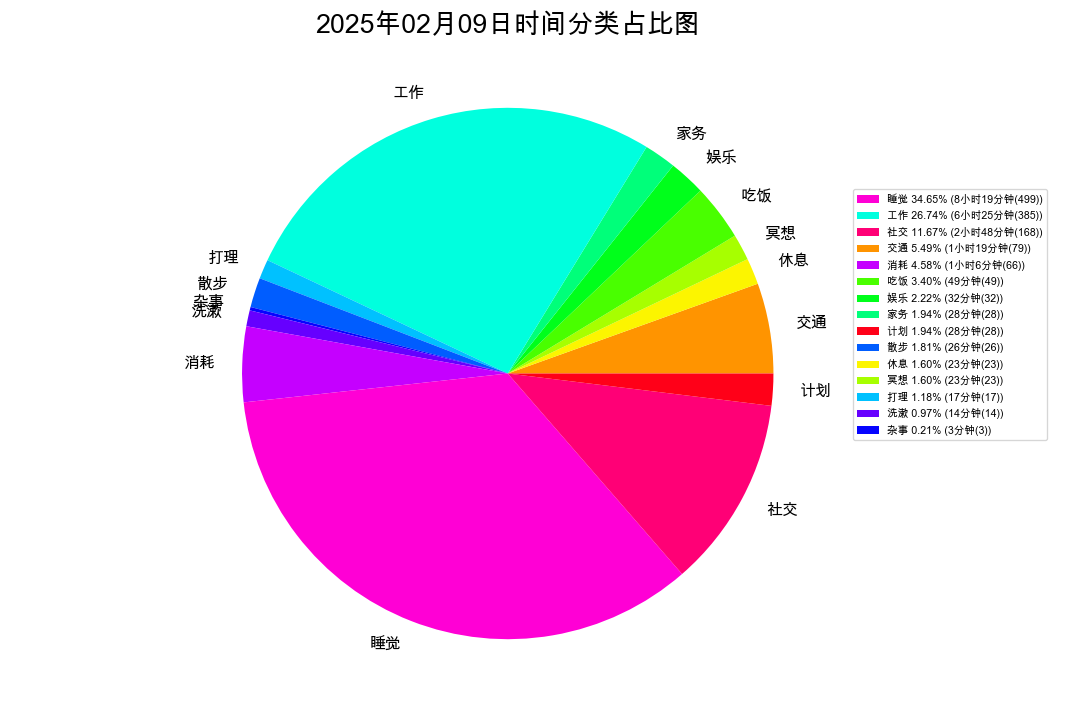 2025年02月09日时间分类占比图
工作
家务
娱乐
吃饭
冥想
休息
交通
计划
社交
睡觉
消耗
洗漱
杂事
散步
打理
睡觉 34.65% (8小时19分钟(499))
工作 26.74% (6小时25分钟(385))
社交 11.67% (2小时48分钟(168))
交通 5.49% (1小时19分钟(79))
消耗 4.58% (1小时6分钟(66))
吃饭 3.40% (49分钟(49))
娱乐 2.22% (32分钟(32))
家务 1.94% (28分钟(28))
计划 1.94% (28分钟(28))
散步 1.81% (26分钟(26))
休息 1.60% (23分钟(23))
冥想 1.60% (23分钟(23))
打理 1.18% (17分钟(17))
洗漱 0.97% (14分钟(14))
杂事 0.21% (3分钟(3))